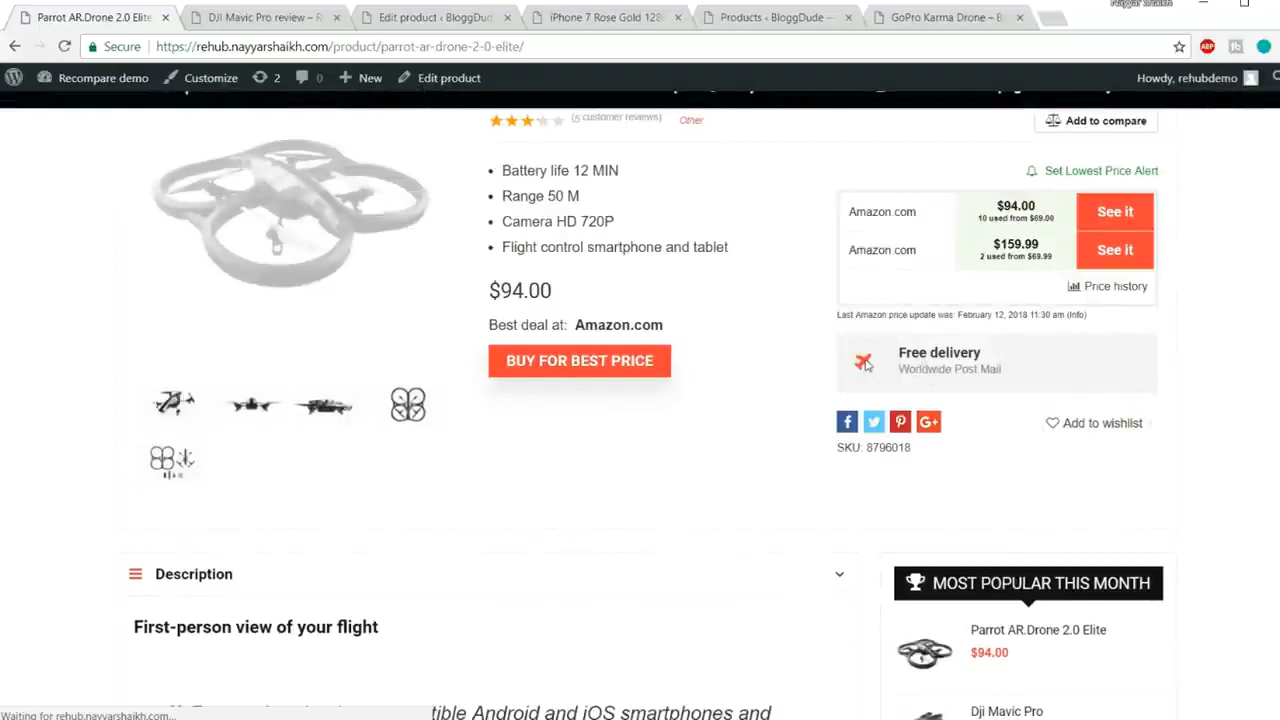 Nayyar Shaikh
Parrot AR.Drone 2.0 Elite
DJI Mavic Pro review – R
Edit product ‹ BloggDud
iPhone 7 Rose Gold 128
Products ‹ BloggDude —
GoPro Karma Drone – B
Secure
https://rehub.nayyarshaikh.com/product/parrot-ar-drone-2-0-elite/
ABP
Recompare demo
Customize
2
0
New
Edit product
Howdy, rehubdemo
(5 customer reviews)
Other
Add to compare
Battery life 12 MIN
Range 50 M
Camera HD 720P
Flight control smartphone and tablet
$94.00
Best deal at: Amazon.com
BUY FOR BEST PRICE
Set Lowest Price Alert
Amazon.com
$94.00
10 used from $69.00
See it
Amazon.com
$159.99
2 used from $69.99
See it
Price history
Last Amazon price update was: February 12, 2018 11:30 am (Info)
Free delivery
Worldwide Post Mail
Add to wishlist
SKU: 8796018
Description
First-person view of your flight
tible Android and iOS smartphones and
MOST POPULAR THIS MONTH
Parrot AR.Drone 2.0 Elite
$94.00
Dji Mavic Pro
Waiting for rehub.nayyarshaikh.com...